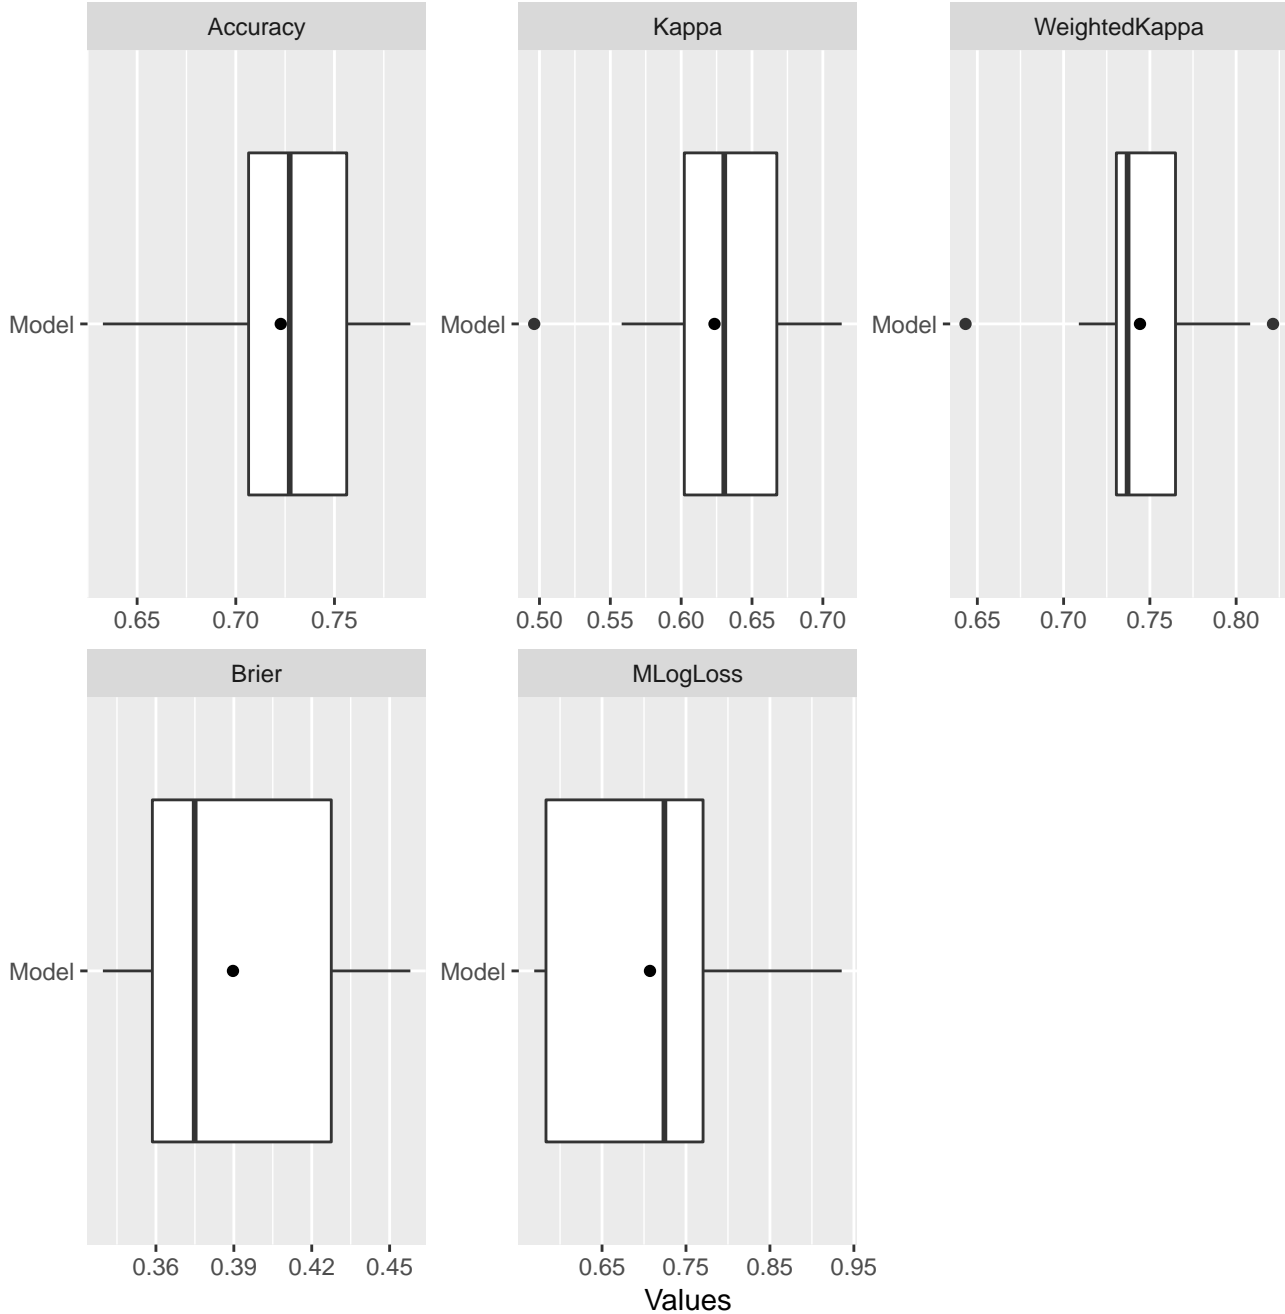 Accuracy Kappa WeightedKappa
Model Model Model
0.65 0.70 0.75 0.50 0.55 0.60 0.65 0.70 0.65 0.70 0.75 0.80
Brier MLogLoss
Model Model
0.36 0.39 0.42 0.45 0.65 0.75 0.85 0.95
Values